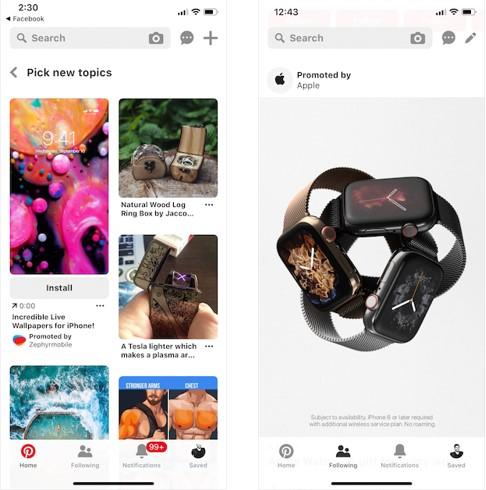 2:30
Facebook
Search
Pick new topics
9:41
Install
0:00
Incredible Live
Wallpapers for iPhone!
Promoted by
Zephyrmobile
Natural Wood Log
Ring Box by Jacco...
A Tesla lighter which
makes a plasma ar...
STRONGER ARMS
CHEST
99+
Home
Following
Notifications
Saved
12:43
Search
Promoted by
Apple
Subject to availability. iPhone 6 or later required
with additional wireless service plan. No roaming.
Home
Following
Notifications
Saved